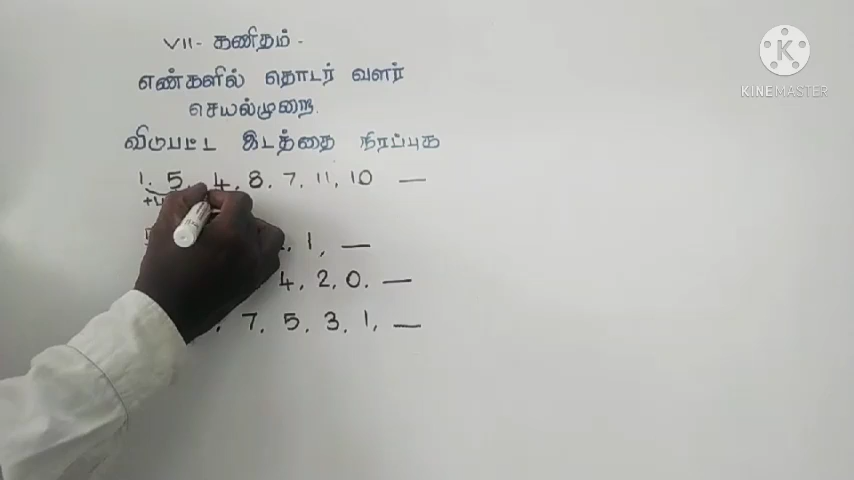 VII - கணிதம் -
எண்களில் தொடர் வளர்
செயல்முறை.
விடுபட்ட இடத்தை நிரப்புக
1. 5. 4. 8. 7. 11. 10 —
+4
1, —
4. 2. 0. —
7. 5. 3. 1, —
KINEMASTER